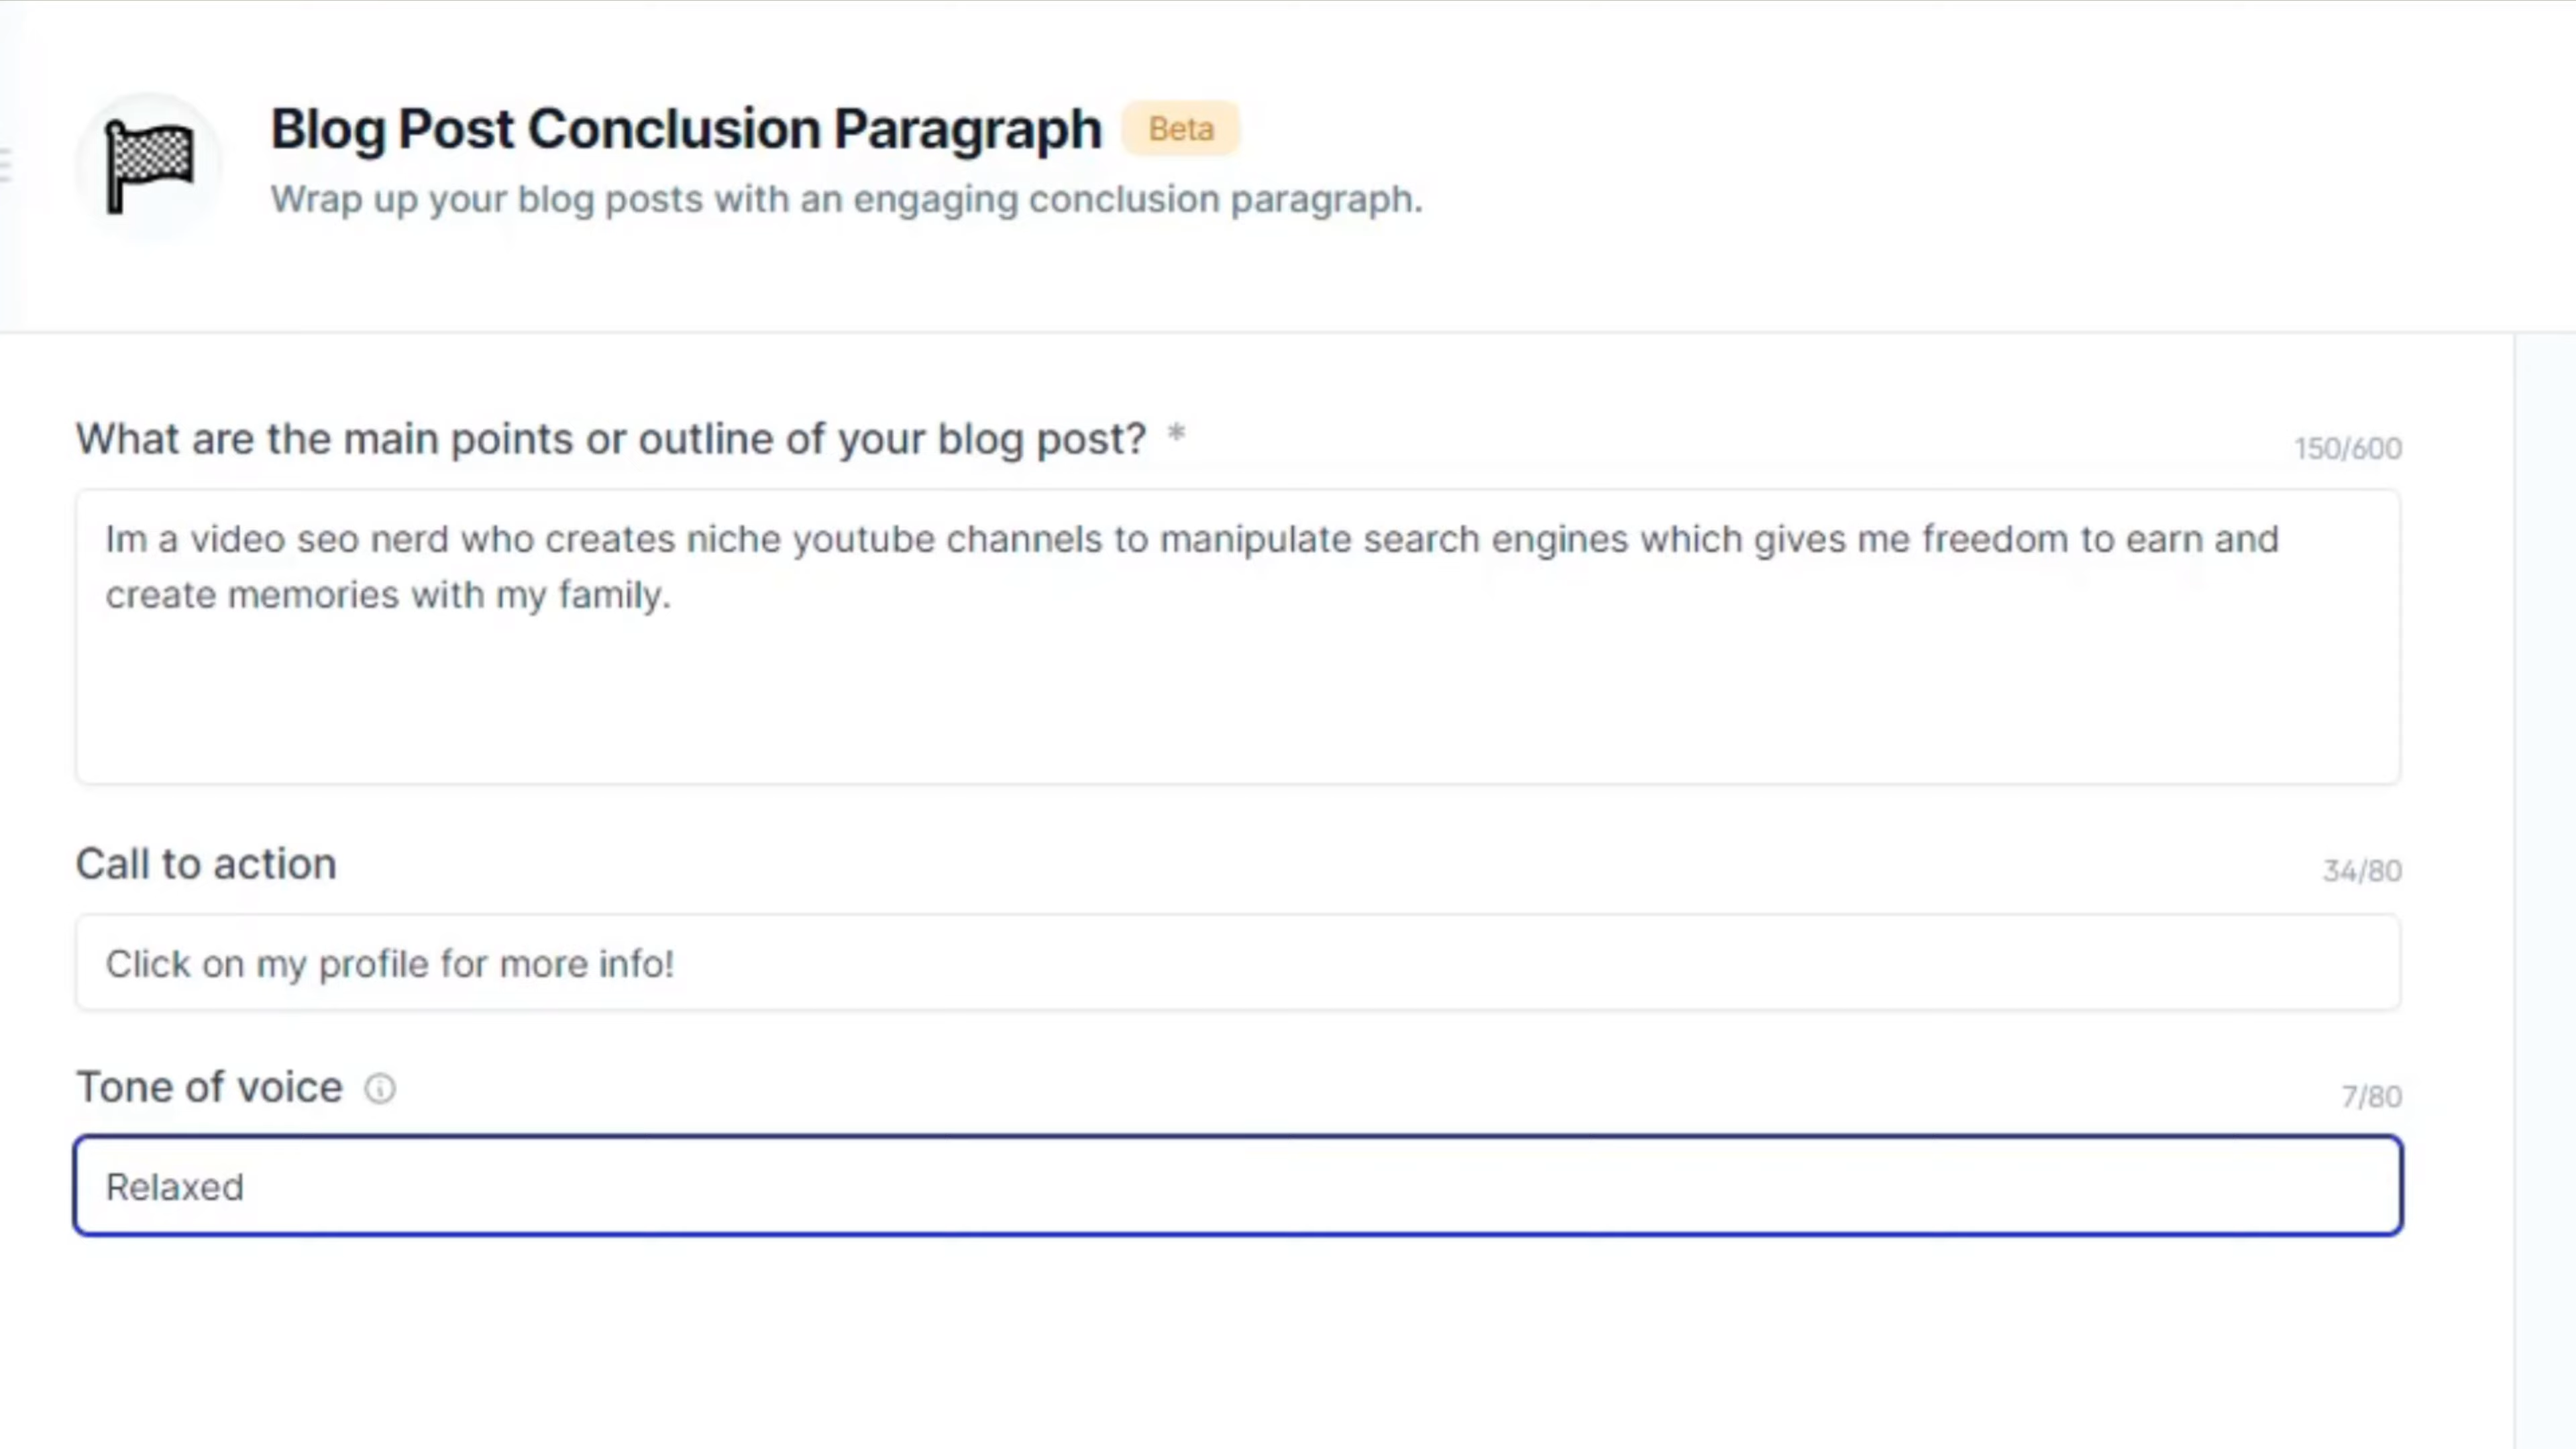 Blog Post Conclusion Paragraph Beta
Wrap up your blog posts with an engaging conclusion paragraph.
What are the main points or outline of your blog post? *
150/600
Im a video seo nerd who creates niche youtube channels to manipulate search engines which gives me freedom to earn and
create memories with my family.
Call to action
34/80
Click on my profile for more info!
Tone of voice
7/80
Relaxed